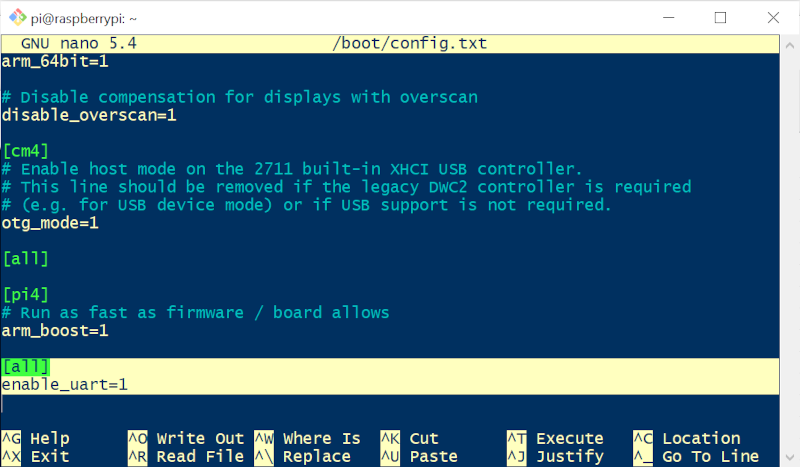 pi@raspberrypi: ~
GNU nano 5.4 /boot/config.txt
arm_64bit=1
# Disable compensation for displays with overscan
disable_overscan=1
[cm4]
# Enable host mode on the 2711 built-in XHCI USB controller.
# This line should be removed if the legacy DWC2 controller is required
# (e.g. for USB device mode) or if USB support is not required.
otg_mode=1
[all]
[pi4]
# Run as fast as firmware / board allows
arm_boost=1
[all]
enable_uart=1
^G Help ^O Write Out ^W Where Is ^K Cut ^T Execute ^C Location
^X Exit ^R Read File ^\ Replace ^U Paste ^J Justify ^_ Go To Line